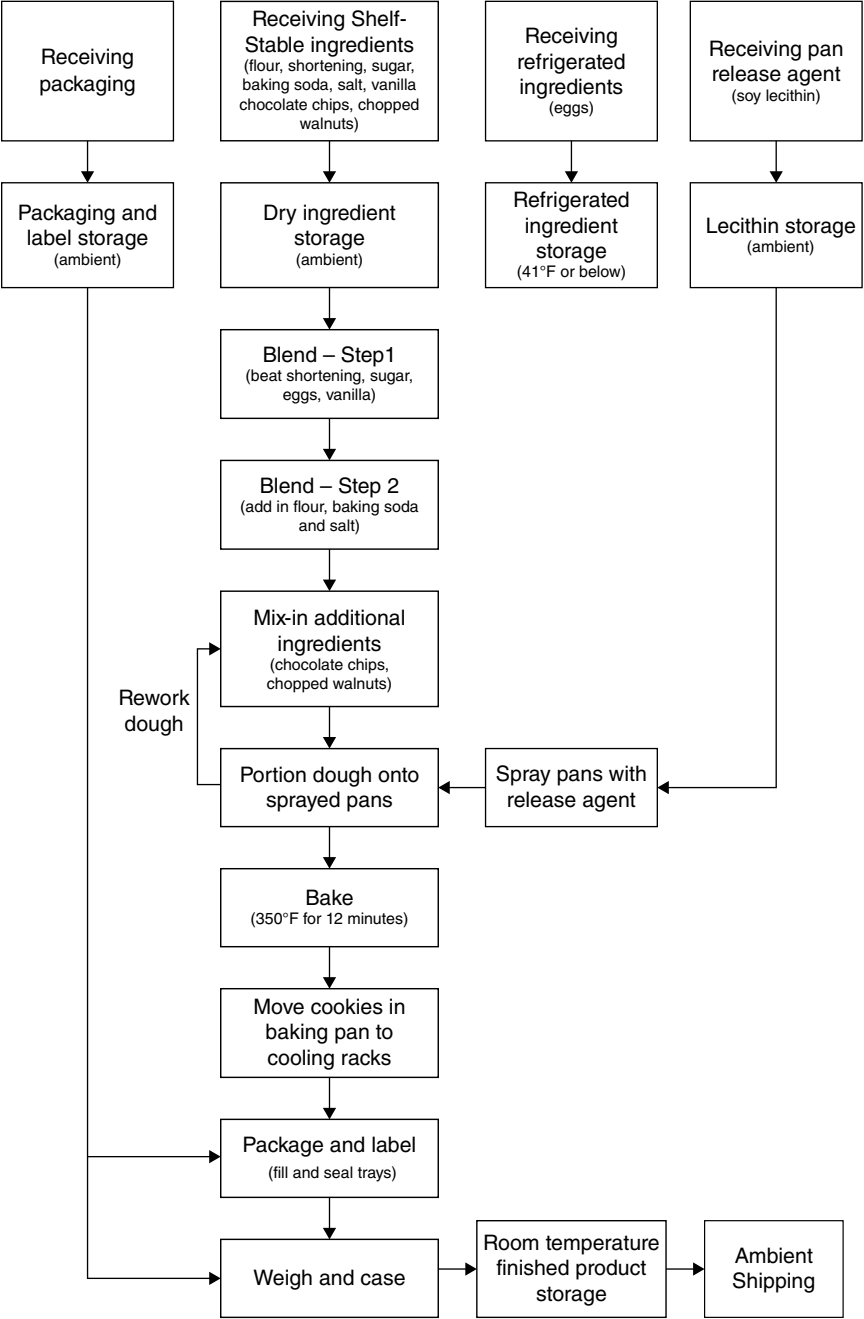 Receiving
packaging
Receiving Shelf-
Stable ingredients
(flour, shortening, sugar,
baking soda, salt, vanilla
chocolate chips, chopped
walnuts)
Receiving
refrigerated
ingredients
(eggs)
Receiving pan
release agent
(soy lecithin)
Packaging and
label storage
(ambient)
Dry ingredient
storage
(ambient)
Refrigerated
ingredient
storage
(41°F or below)
Lecithin storage
(ambient)
Blend – Step1
(beat shortening, sugar,
eggs, vanilla)
Blend – Step 2
(add in flour, baking soda
and salt)
Mix-in additional
ingredients
(chocolate chips,
chopped walnuts)
Rework
dough
Portion dough onto
sprayed pans
Spray pans with
release agent
Bake
(350°F for 12 minutes)
Move cookies in
baking pan to
cooling racks
Package and label
(fill and seal trays)
Weigh and case
Room temperature
finished product
storage
Ambient
Shipping